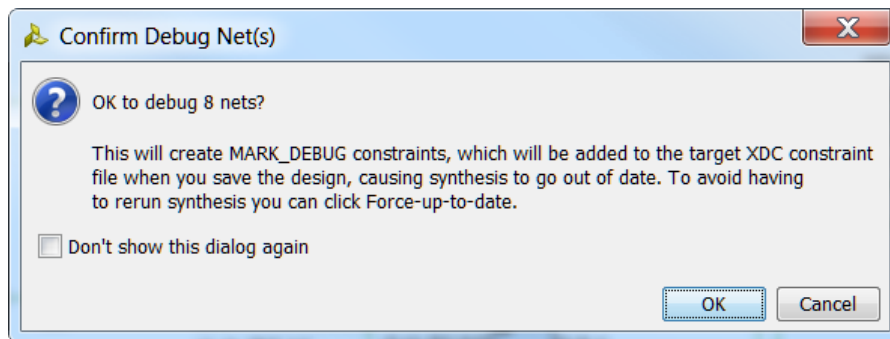 Confirm Debug Net(s)
OK to debug 8 nets?
This will create MARK_DEBUG constraints, which will be added to the target XDC constraint
file when you save the design, causing synthesis to go out of date. To avoid having
to rerun synthesis you can click Force-up-to-date.
Don't show this dialog again
OK
Cancel